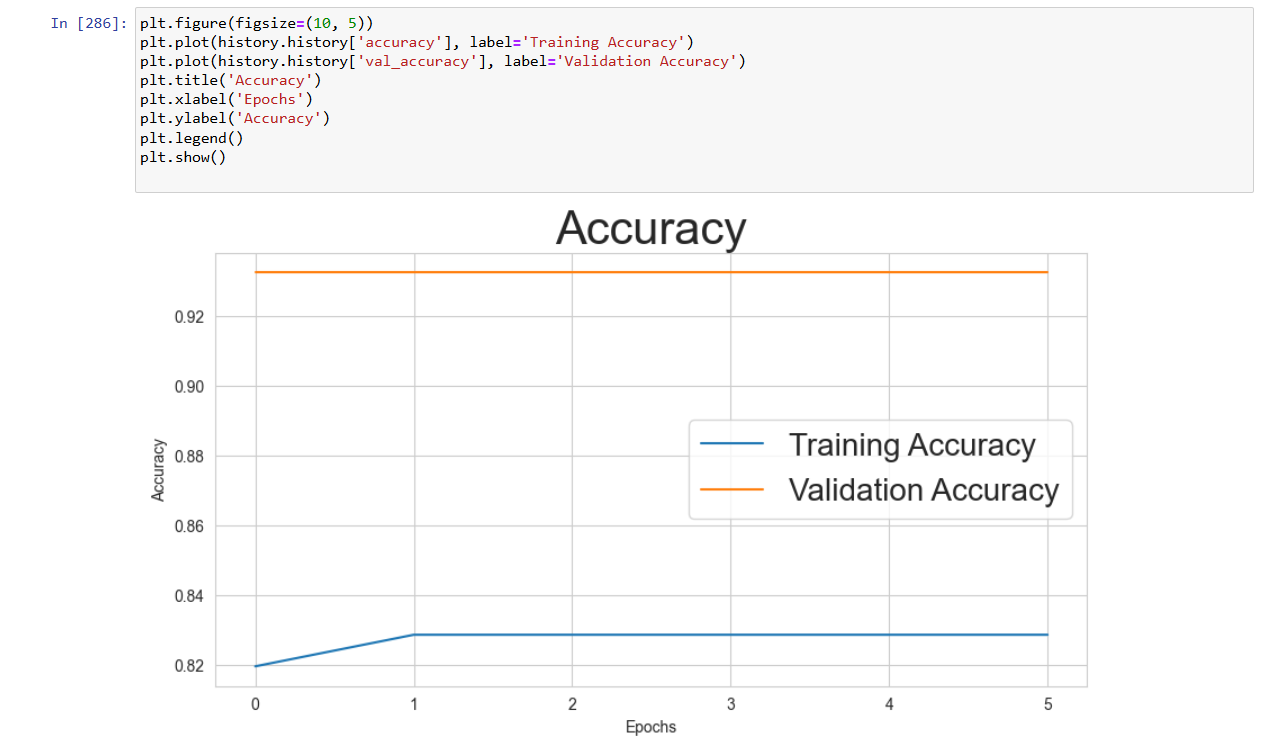 In [286]:
plt.figure(figsize=(10, 5))
plt.plot(history.history['accuracy'], label='Training Accuracy')
plt.plot(history.history['val_accuracy'], label='Validation Accuracy')
plt.title('Accuracy')
plt.xlabel('Epochs')
plt.ylabel('Accuracy')
plt.legend()
plt.show()
Accuracy
0.92
0.90
0.88
0.86
0.84
0.82
Accuracy
Training Accuracy
Validation Accuracy
0 1 2 3 4 5
Epochs